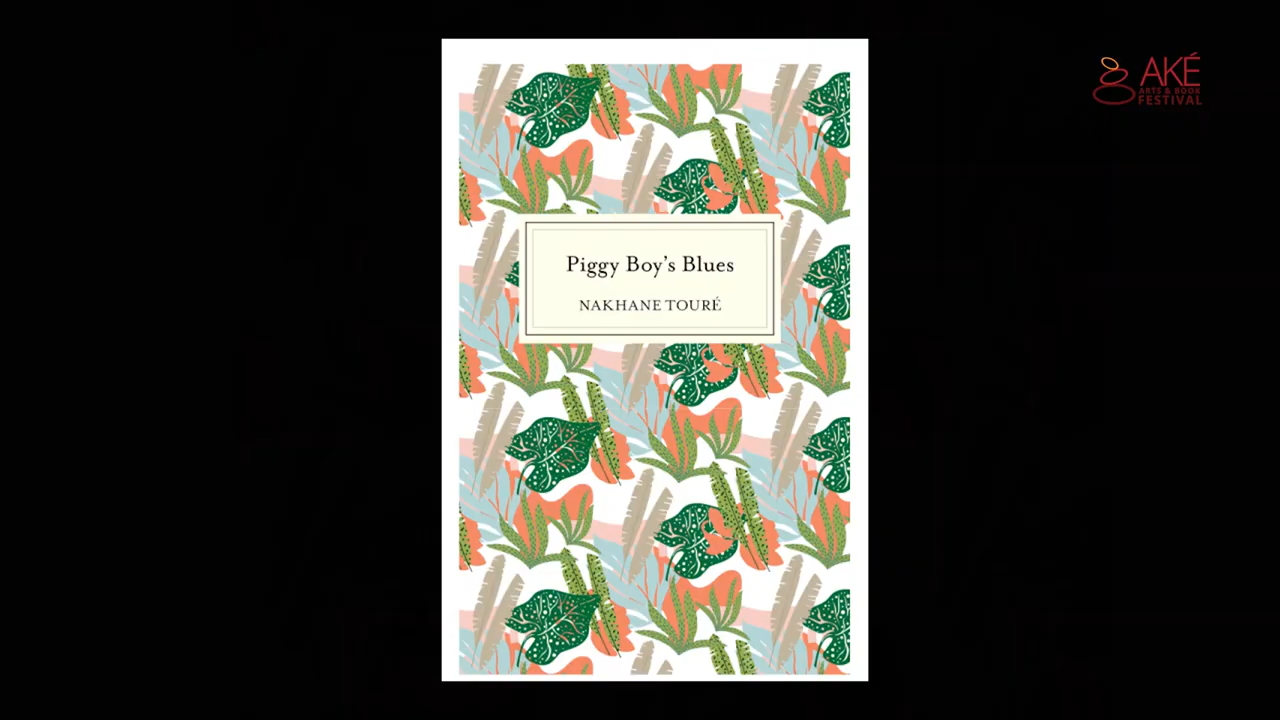 Piggy Boy's Blues
NAKHANE TOURÉ
AKÉ
ARTS & BOOK
FESTIVAL